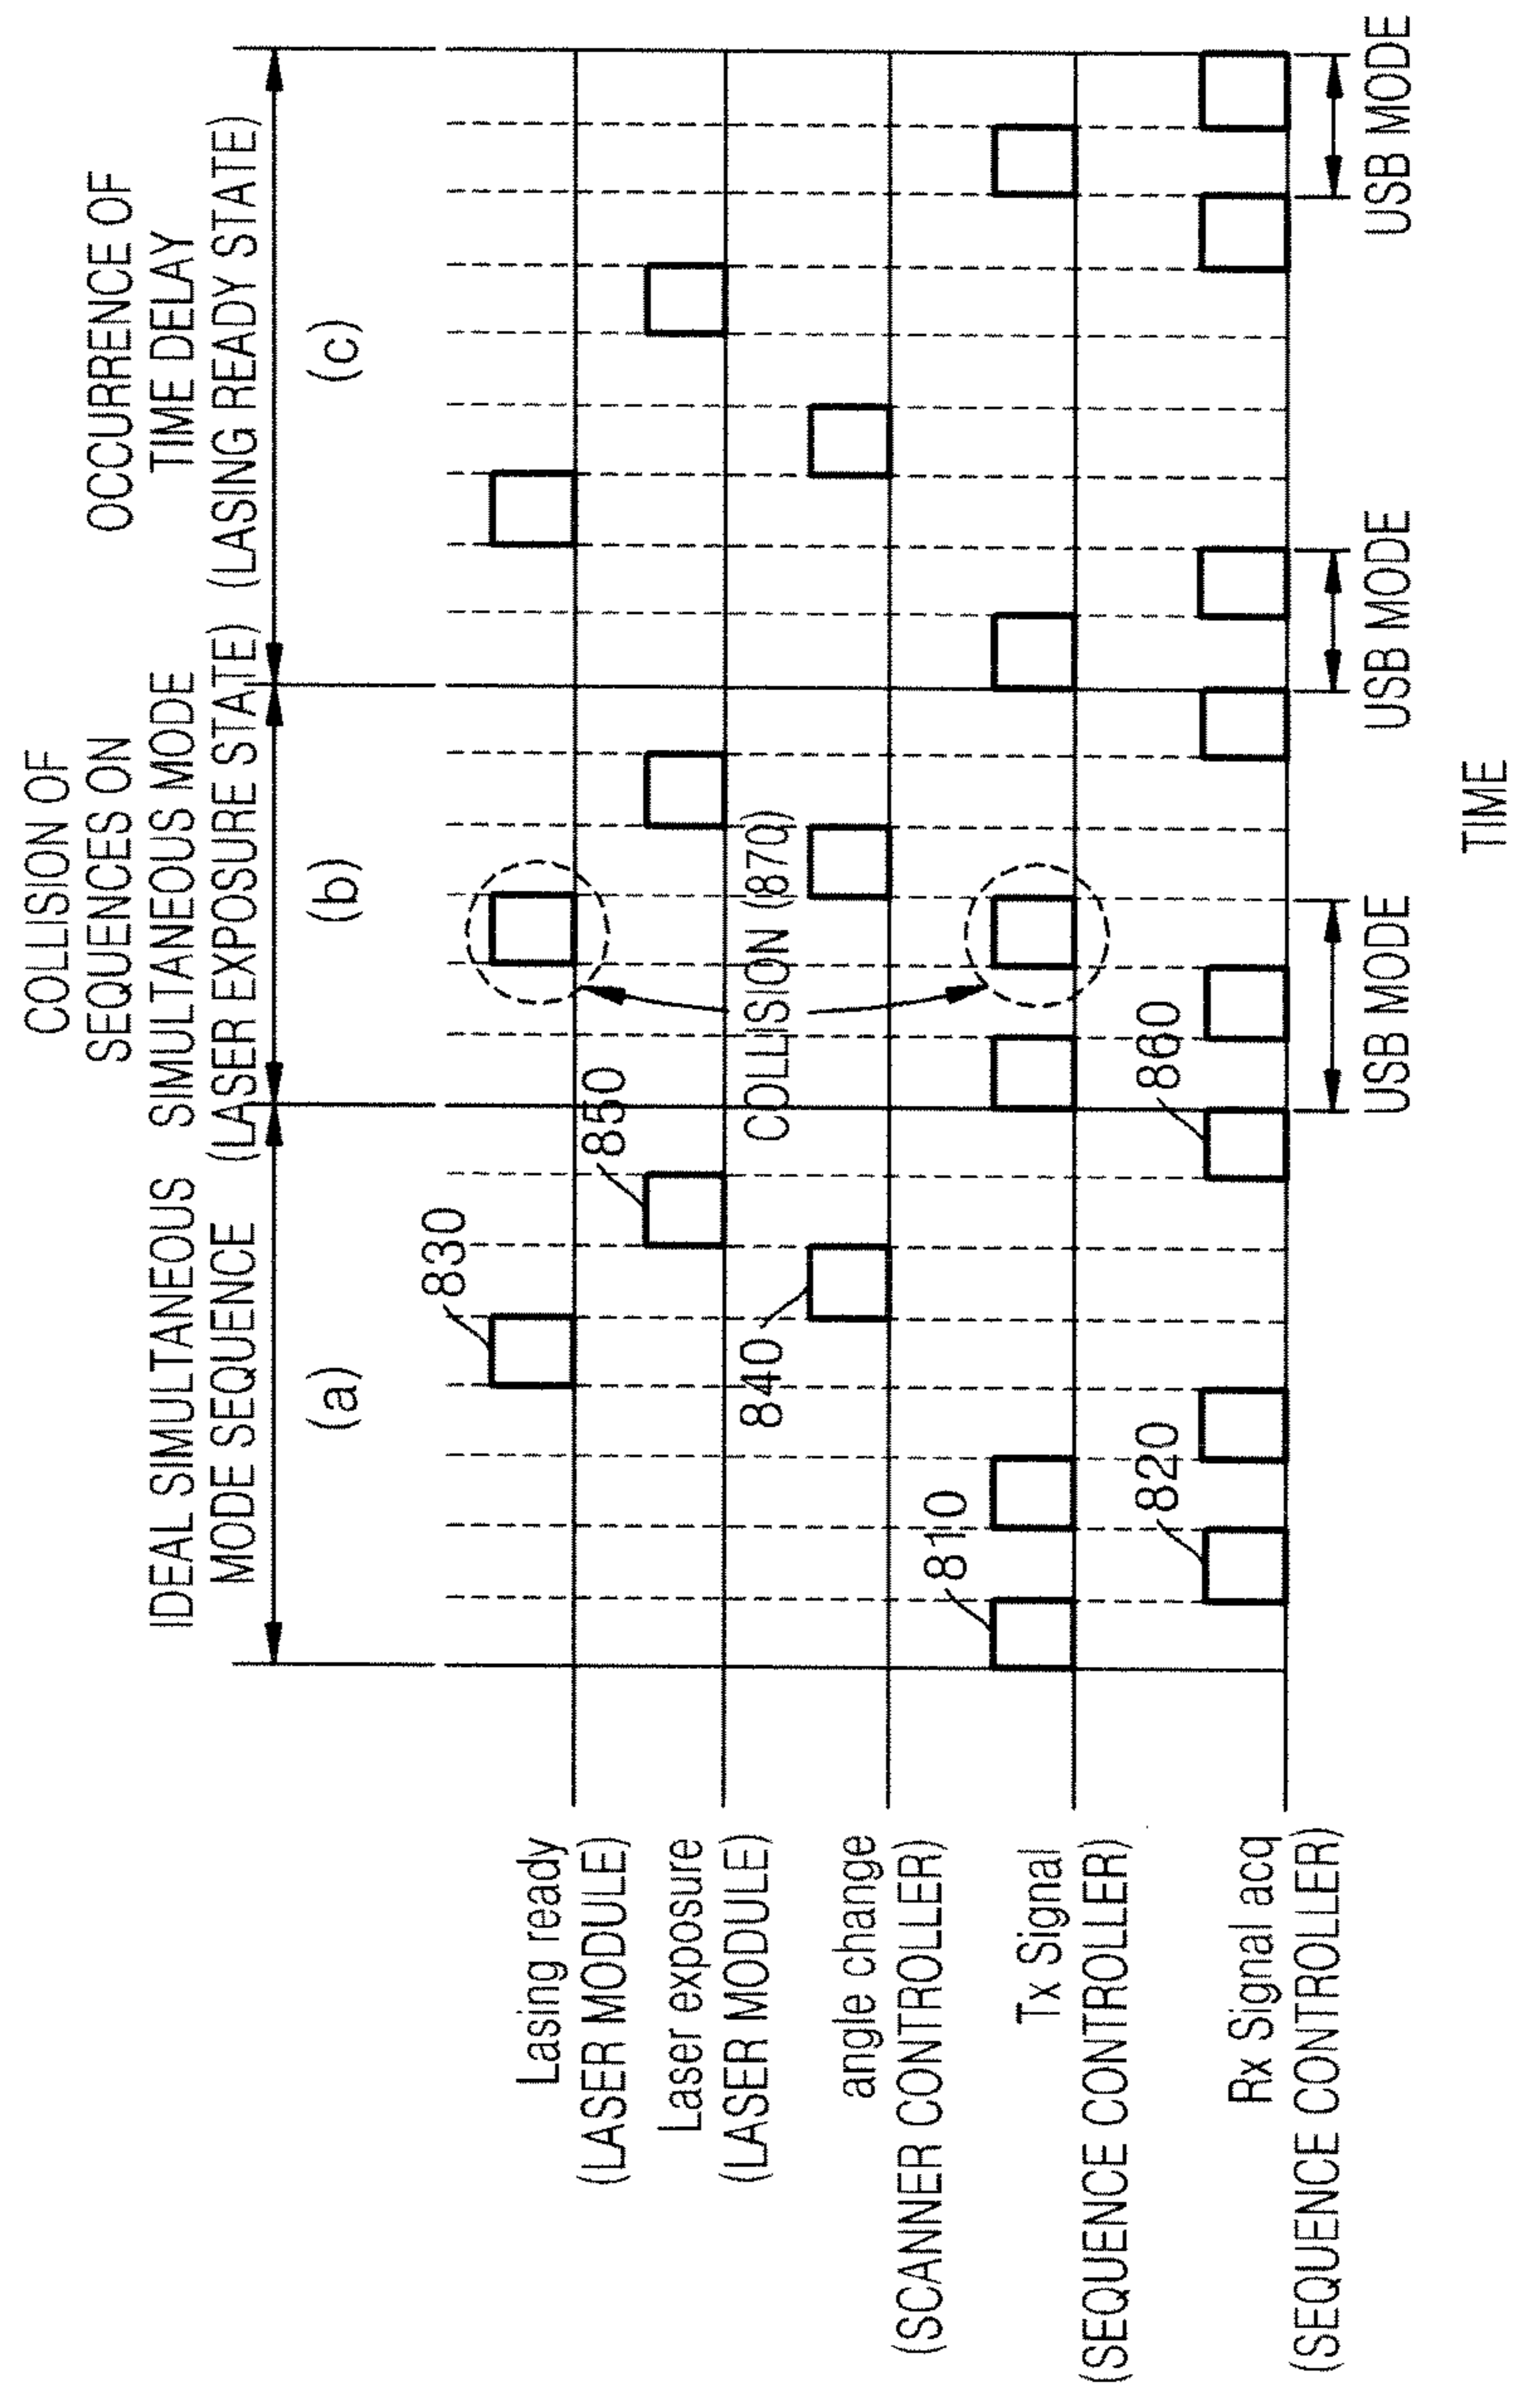 IDEAL SIMULTANEOUS
MODE SEQUENCE
(a)
COLLISION OF
SEQUENCES ON
SIMULTANEOUS MODE
(LASER EXPOSURE STATE)
(b)
OCCURRENCE OF
TIME DELAY
(LASING READY STATE)
(c)
Lasing ready
(LASER MODULE)
830
Laser exposure
(LASER MODULE)
850
angle change
(SCANNER CONTROLLER)
840
COLLISION (870)
Tx Signal
(SEQUENCE CONTROLLER)
810
Rx Signal acq
(SEQUENCE CONTROLLER)
820
860
USB MODE
USB MODE
USB MODE
TIME